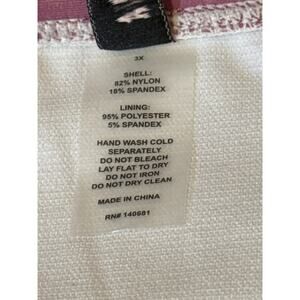 3X
SHELL:
82% NYLON
18% SPANDEX
LINING:
95% POLYESTER
5% SPANDEX
HAND WASH COLD
SEPARATELY
DO NOT BLEACH
LAY FLAT TO DRY
DO NOT IRON
DO NOT DRY CLEAN
MADE IN CHINA
RN# 140681